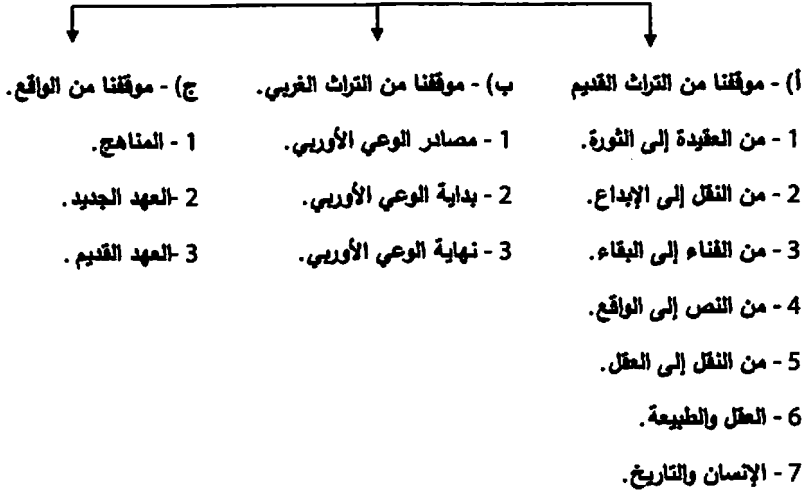 أ) - موقفنا من التراث القديم
1 - من العقيدة إلى الثورة.
2 - من النقل إلى الإبداع.
3 - من الفناء إلى البقاء.
4 - من النص إلى الواقع.
5 - من النقل إلى العقل.
6 - العقل والطبيعة.
7 - الإنسان والتاريخ.
ب) - موقفنا من التراث الغربي.
1 - مصادر الوعي الأوربي.
2 - بداية الوعي الأوربي.
3 - نهاية الوعي الأوربي.
ج) - موقفنا من الواقع.
1 - المناهج.
2 -العهد الجديد.
3 -العهد القديم.